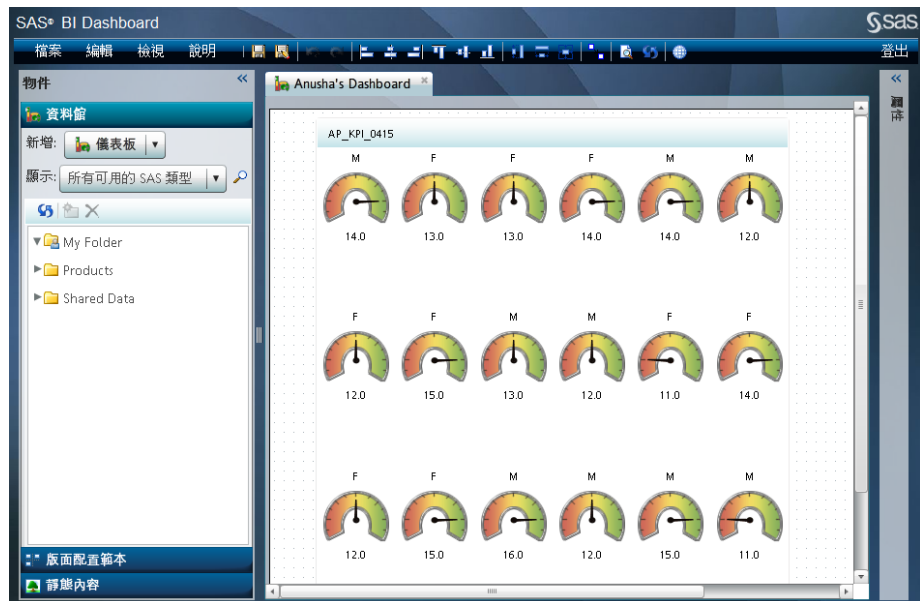 SAS® BI Dashboard
sas
檔案 編輯 檢視 說明
登出
物件
資料館
新增: 儀表板
顯示: 所有可用的 SAS 類型
My Folder
Products
Shared Data
版面配置範本
靜態內容
Anusha's Dashboard
AP_KPI_0415
M F F F M M
14.0 13.0 13.0 14.0 14.0 12.0
F F M M F F
12.0 15.0 13.0 12.0 11.0 14.0
F F M M M M
12.0 15.0 16.0 12.0 15.0 11.0